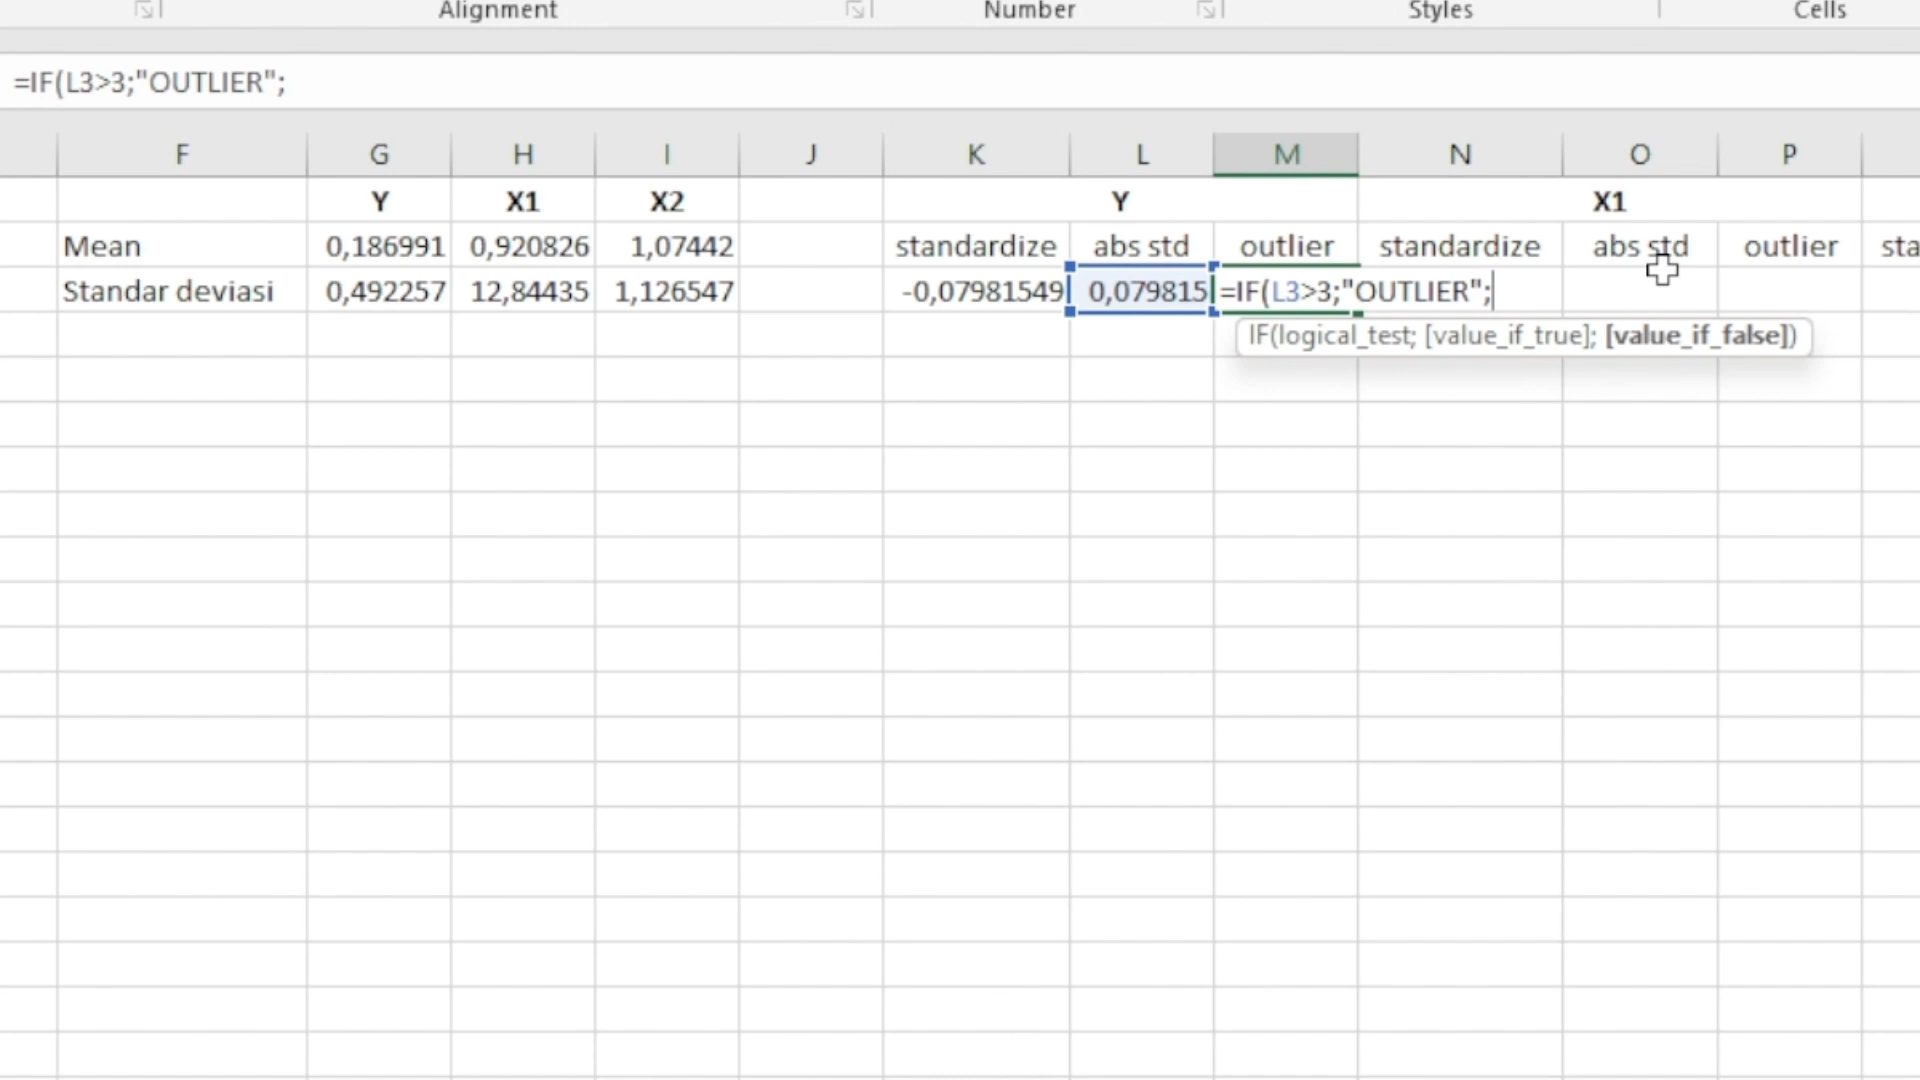 Alignment Number Styles Cells
=IF(L3>3;"OUTLIER";
F G H I J K L M N O P
Y X1 X2 Y X1
Mean 0,186991 0,920826 1,07442 standardize abs std outlier standardize abs std outlier sta
Standar deviasi 0,492257 12,84435 1,126547 -0,07981549 0,079815 =IF(L3>3;"OUTLIER";
IF(logical_test; [value_if_true]; [value_if_false])